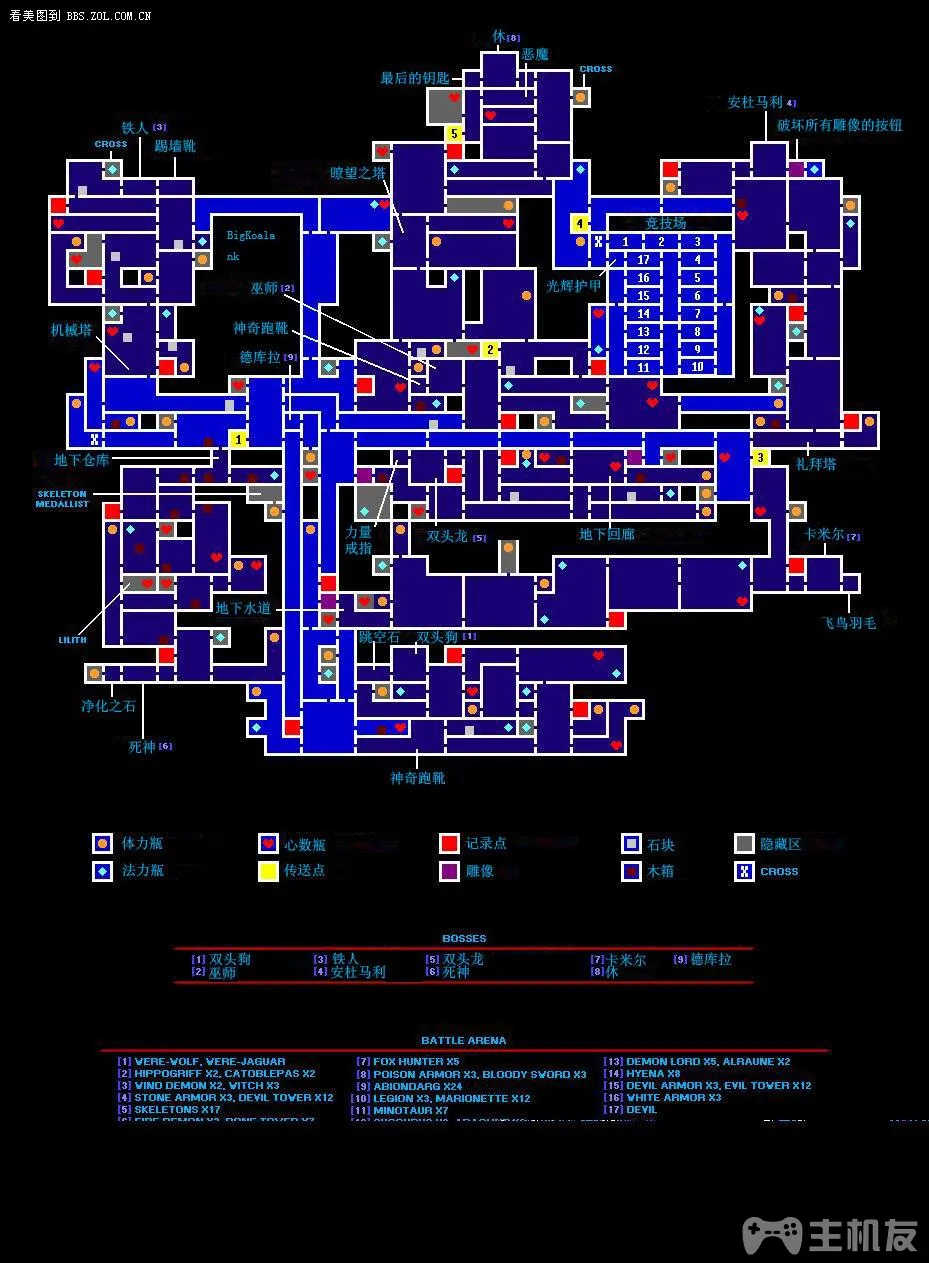 看美图到 BBS.ZOL.COM.CN
休[8]
恶魔
最后的钥匙
CROSS
安杜马利 4]
铁人 [3]
破坏所有雕像的按钮
CROSS
踢墙靴
5
瞭望之塔
4
竞技场
BigKoala
nk
1 2 3
17 4
16 5
15 6
14 7
13 8
12 9
11 10
光辉护甲
巫师[2]
神奇跑靴
机械塔
2
德库拉[9]
1
3
地下仓库
礼拜塔
SKELETON
MEDALLIST
力量
戒指
双头龙 [5]
地下回廊
卡米尔[7]
地下水道
飞鸟羽毛
LILITH
跳空石
双头狗 [1]
净化之石
死神[6]
神奇跑靴
体力瓶
心数瓶
记录点
石块
隐藏区
法力瓶
传送点
雕像
木箱
CROSS
BOSSES
[1] 双头狗 [3] 铁人 [5] 双头龙 [7]卡米尔 [9] 德库拉
[2] 巫师 [4] 安杜马利 [6] 死神 [8]休
BATTLE ARENA
[1] WERE-WOLF, WERE-JAGUAR
[2] HIPPOGRIFF X2, CATOBLEPAS X2
[3] WIND DEMON X2, WITCH X3
[4] STONE ARMOR X3, DEVIL TOWER X12
[5] SKELETONS X17
[7] FOX HUNTER X5
[8] POISON ARMOR X3, BLOODY SWORD X3
[9] ABIONDARG X24
[10] LEGION X3, MARIONETTE X12
[11] MINOTAUR X7
[13] DEMON LORD X5, ALRAUNE X2
[14] HYENA X8
[15] DEVIL ARMOR X3, EVIL TOWER X12
[16] WHITE ARMOR X3
[17] DEVIL
主机友